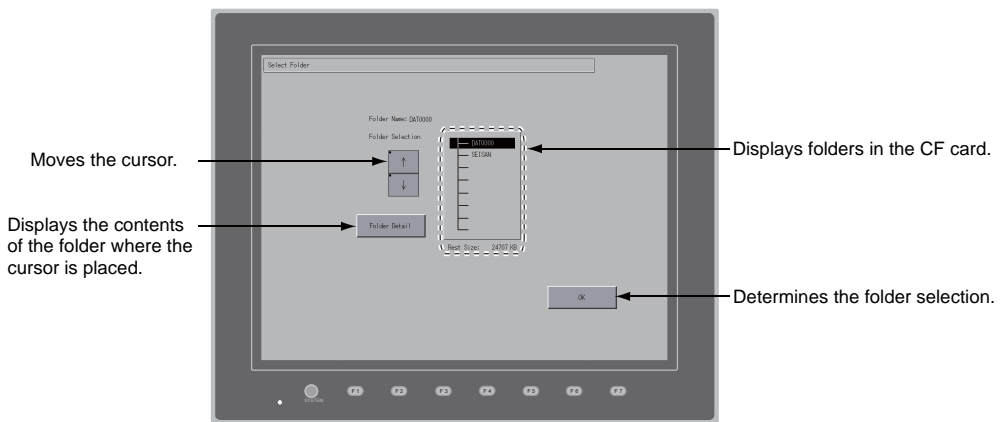 Select Folder
Folder Name: DAT0000
Folder Selection
DAT0000
SEISAN
Moves the cursor.
↑
Displays folders in the CF card.
↓
Displays the contents
of the folder where the
cursor is placed.
Folder Detail
Rest Size: 24707 KB
OK
Determines the folder selection.
SYSTEM
F1 F2 F3 F4 F5 F6 F7